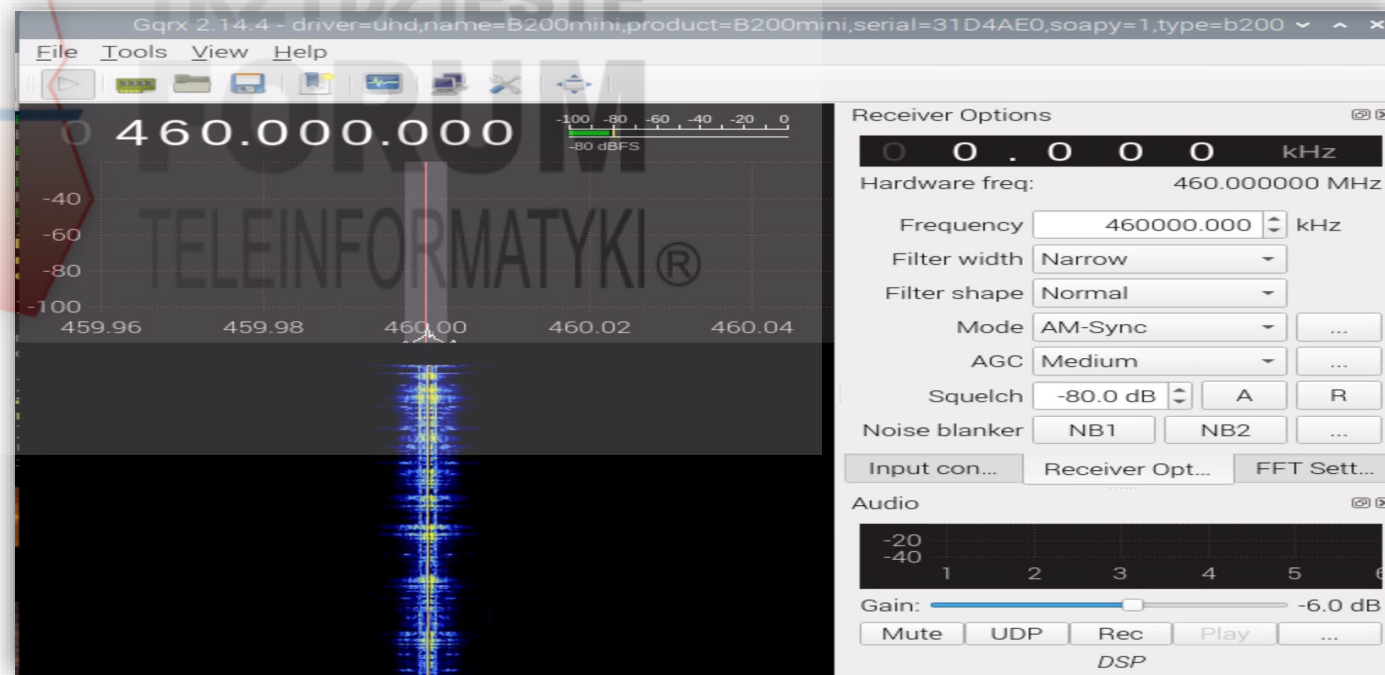 TRZYDZIESTE
Gqrx 2.14.4 - driver=uhd,name=B200mini,product=B200mini,serial=31D4AE0,soapy=1,type=b200
File Tools View Help
FORUM
TELEINFORMATYKI®
0 460.000.000
-100 -80 -60 -40 -20 0
-80 dBFS
-40
-60
-80
-100
459.96 459.98 460.00 460.02 460.04
Receiver Options
0 0.000 kHz
Hardware freq: 460.000000 MHz
Frequency 460000.000 kHz
Filter width Narrow
Filter shape Normal
Mode AM-Sync ...
AGC Medium ...
Squelch -80.0 dB A R
Noise blanker NB1 NB2 ...
Input con... Receiver Opt... FFT Sett...
Audio
-20
-40
1 2 3 4 5 6
Gain: -6.0 dB
Mute UDP Rec Play ...
DSP